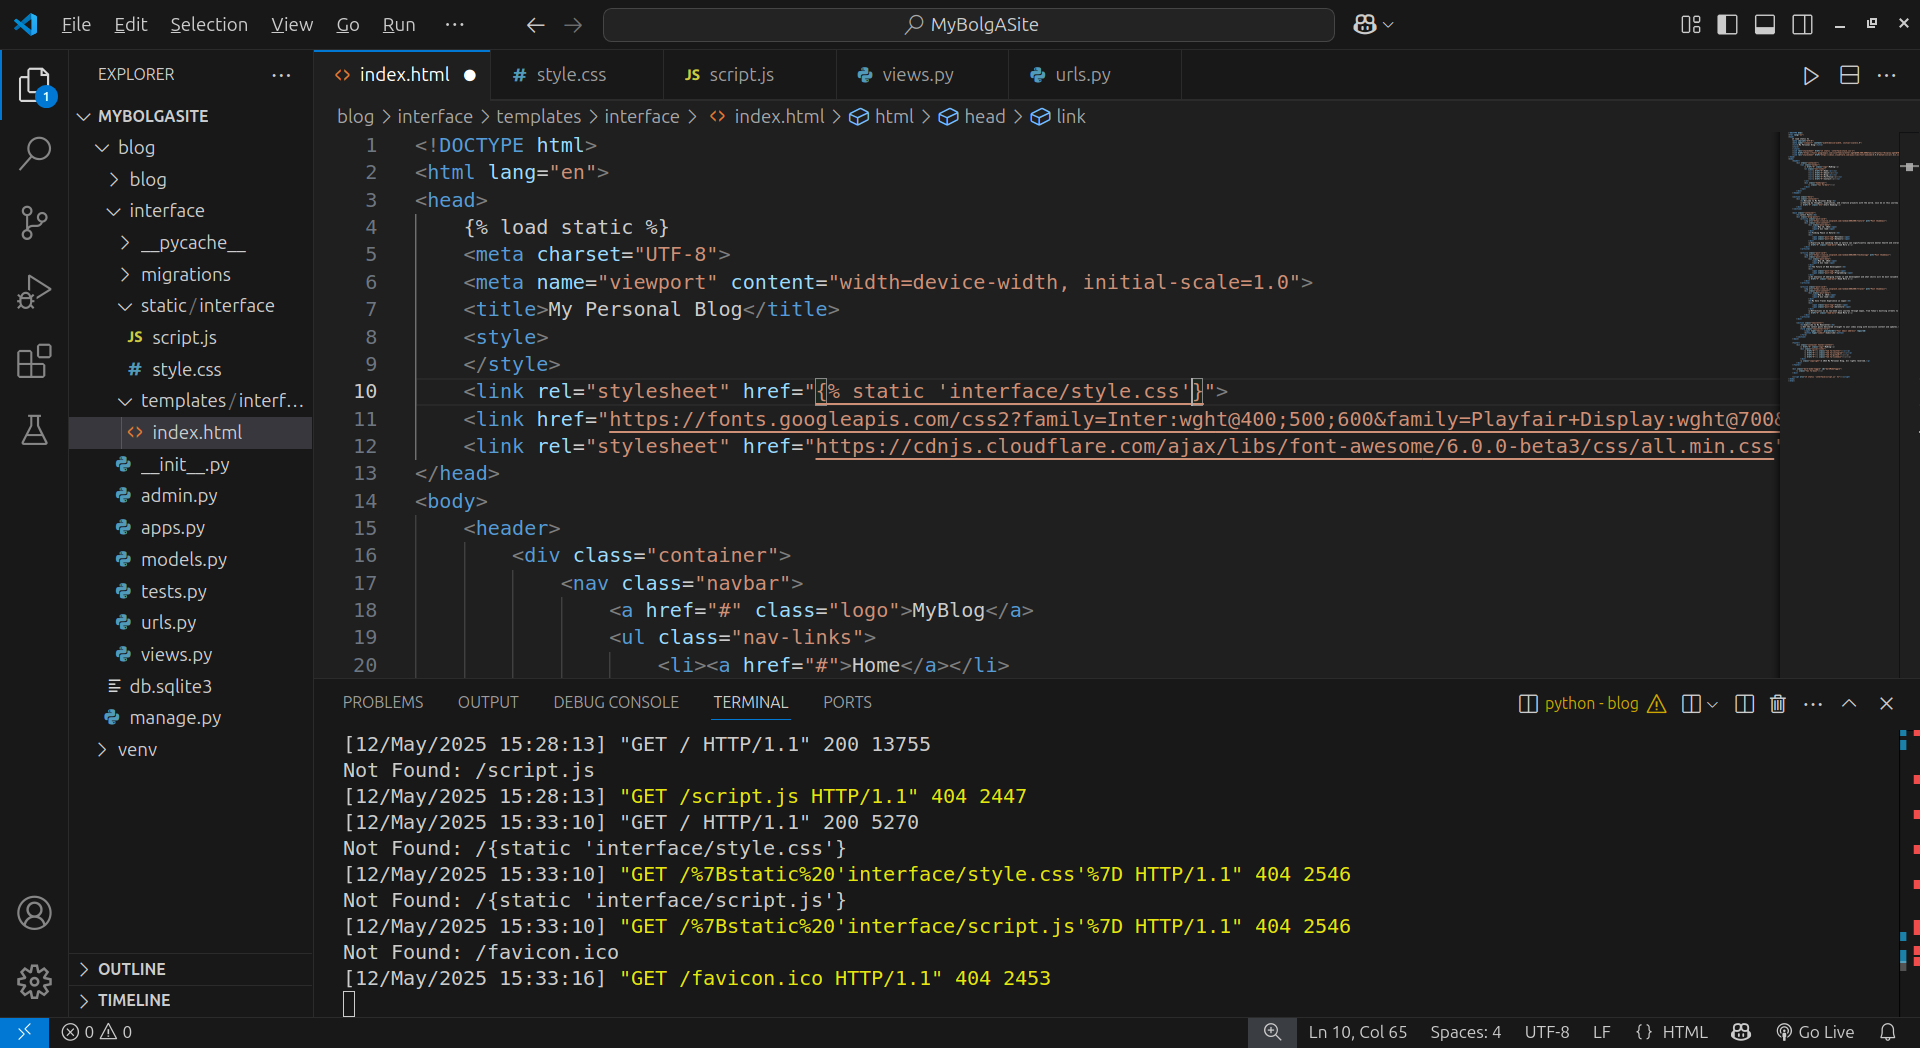 File Edit Selection View Go Run ··· MyBolgASite
EXPLORER ···
1
MYBOLGASITE
blog
blog
interface
__pycache__
migrations
static/interface
JS script.js
# style.css
templates/interf...
<> index.html
__init__.py
admin.py
apps.py
models.py
tests.py
urls.py
views.py
db.sqlite3
manage.py
venv
OUTLINE
TIMELINE
<> index.html # style.css JS script.js views.py urls.py
blog > interface > templates > interface > <> index.html > html > head > link
1 <!DOCTYPE html>
2 <html lang="en">
3 <head>
4 {% load static %}
5 <meta charset="UTF-8">
6 <meta name="viewport" content="width=device-width, initial-scale=1.0">
7 <title>My Personal Blog</title>
8 <style>
9 </style>
10 <link rel="stylesheet" href="{% static 'interface/style.css'}">
11 <link href="https://fonts.googleapis.com/css2?family=Inter:wght@400;500;600&family=Playfair+Display:wght@700&
12 <link rel="stylesheet" href="https://cdnjs.cloudflare.com/ajax/libs/font-awesome/6.0.0-beta3/css/all.min.css"
13 </head>
14 <body>
15 <header>
16 <div class="container">
17 <nav class="navbar">
18 <a href="#" class="logo">MyBlog</a>
19 <ul class="nav-links">
20 <li><a href="#">Home</a></li>
PROBLEMS OUTPUT DEBUG CONSOLE TERMINAL PORTS python - blog
[12/May/2025 15:28:13] "GET / HTTP/1.1" 200 13755
Not Found: /script.js
[12/May/2025 15:28:13] "GET /script.js HTTP/1.1" 404 2447
[12/May/2025 15:33:10] "GET / HTTP/1.1" 200 5270
Not Found: /{static 'interface/style.css'}
[12/May/2025 15:33:10] "GET /%7Bstatic%20'interface/style.css'%7D HTTP/1.1" 404 2546
Not Found: /{static 'interface/script.js'}
[12/May/2025 15:33:10] "GET /%7Bstatic%20'interface/script.js'%7D HTTP/1.1" 404 2546
Not Found: /favicon.ico
[12/May/2025 15:33:16] "GET /favicon.ico HTTP/1.1" 404 2453
0 0 Ln 10, Col 65 Spaces: 4 UTF-8 LF {} HTML Go Live